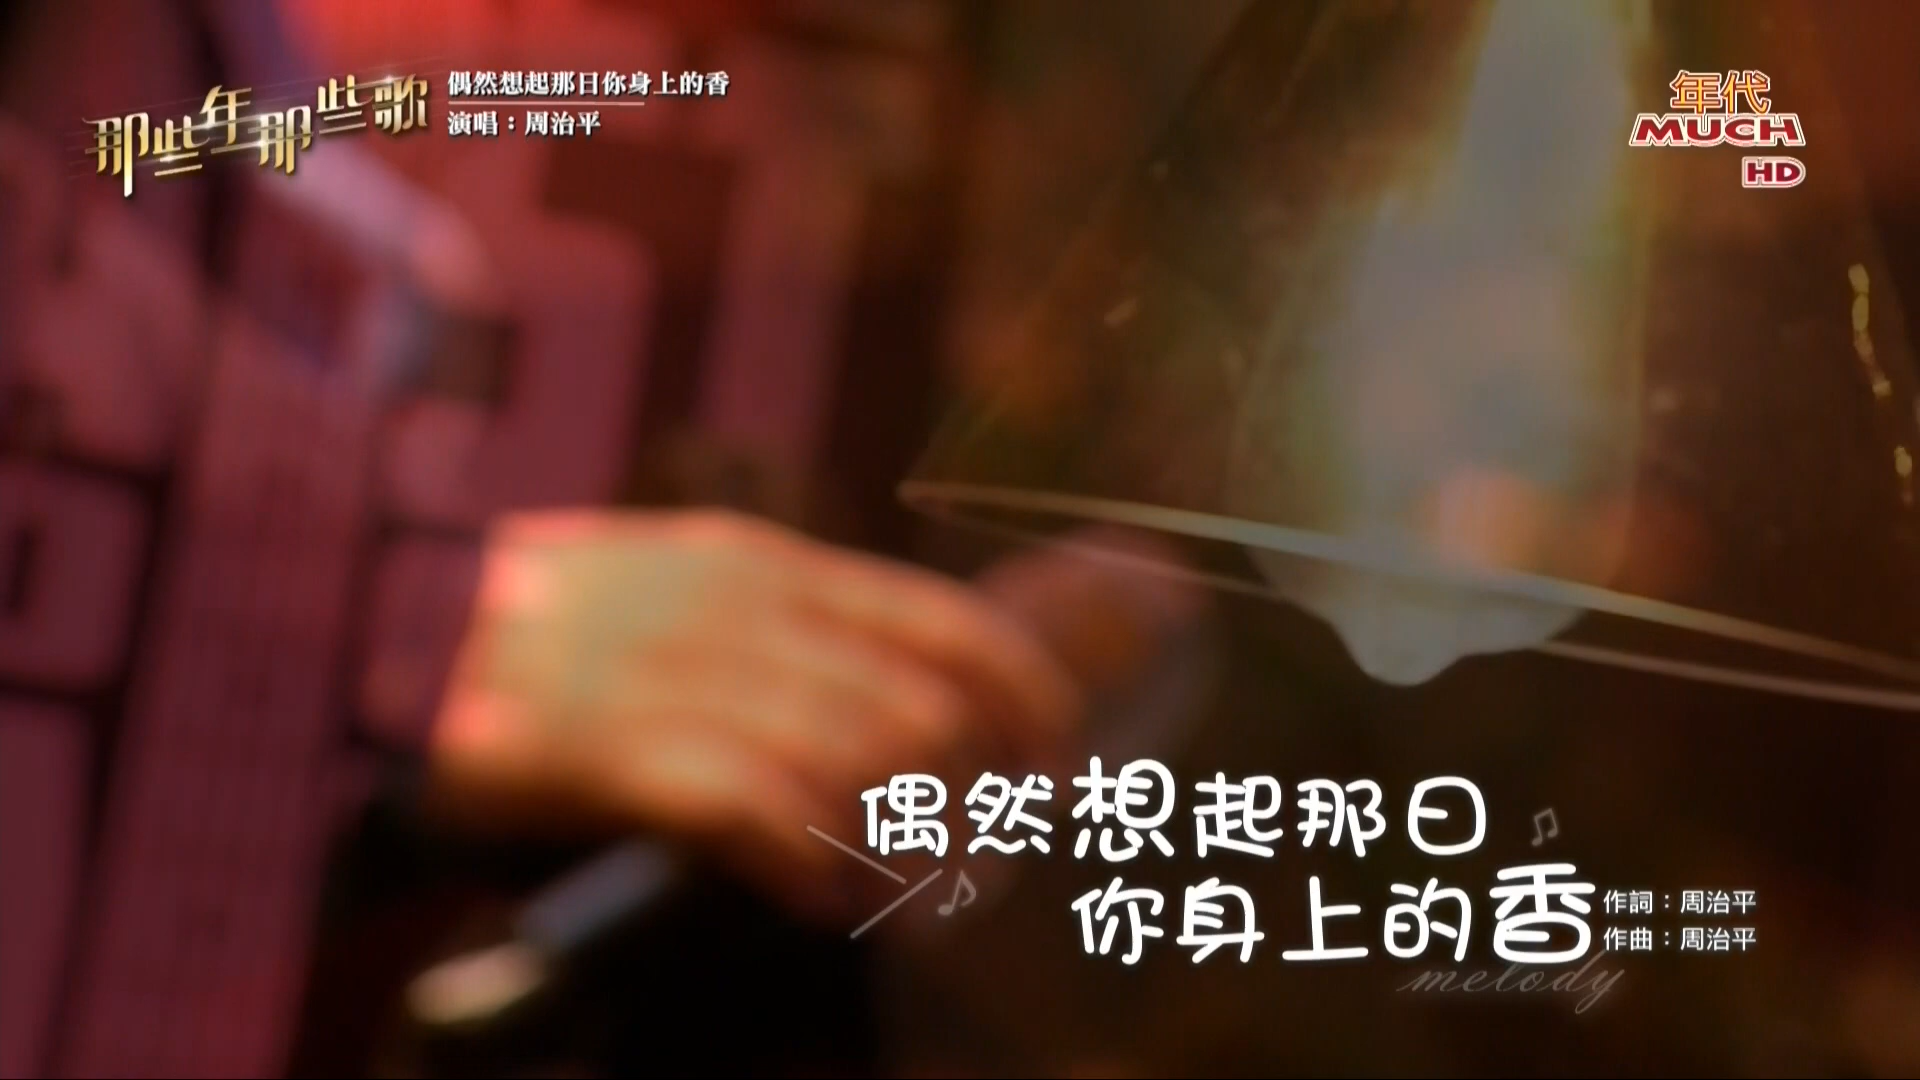 那些年那些歌
偶然想起那日你身上的香
演唱：周治平
年代
MUCH
HD
偶然想起那日
你身上的香
作詞：周治平
作曲：周治平
melody